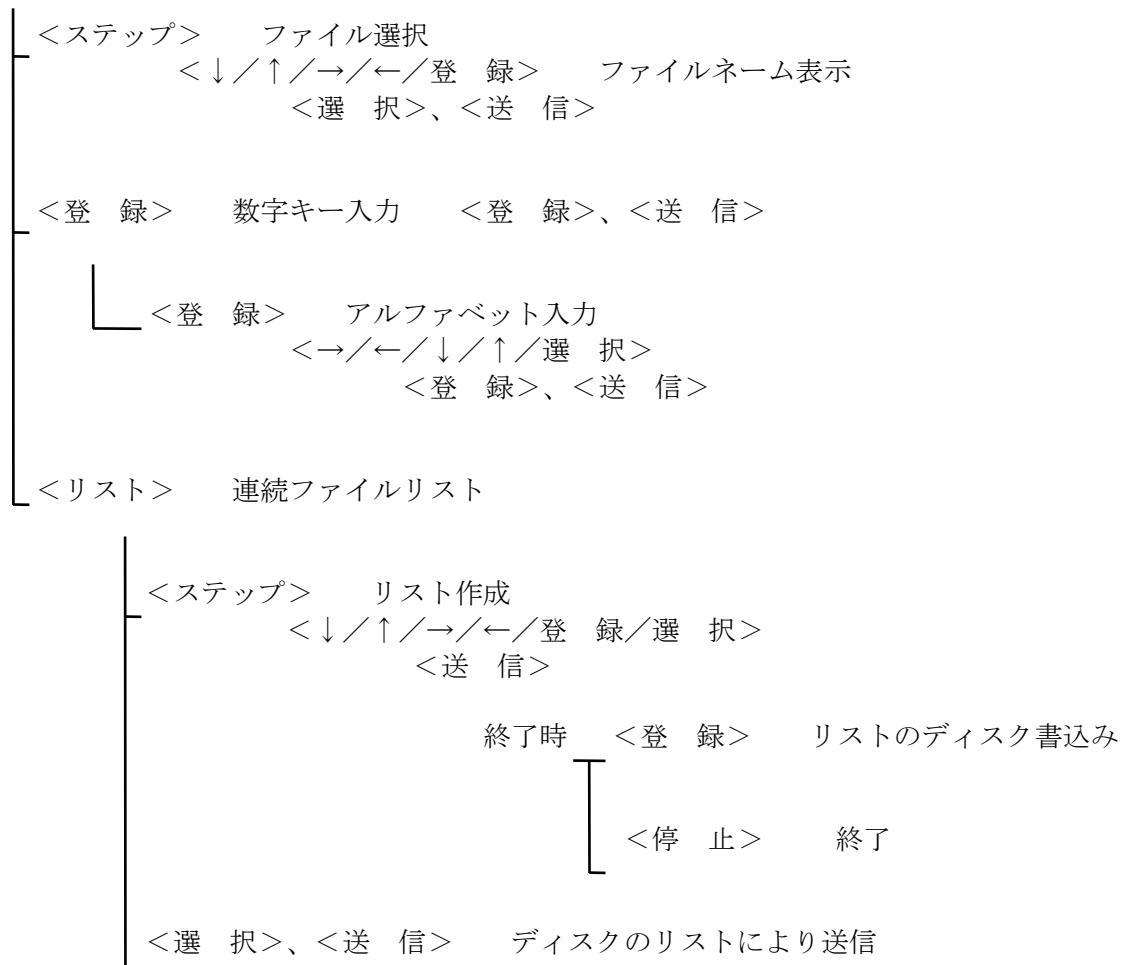 <ステップ>　　ファイル選択
<↓／↑／→／←／登　録>　　ファイルネーム表示
<選　択>、<送　信>
<登　録>　　数字キー入力　　<登　録>、<送　信>
<登　録>　　アルファベット入力
<→／←／↓／↑／選　択>
<登　録>、<送　信>
<リスト>　　連続ファイルリスト
<ステップ>　　リスト作成
<↓／↑／→／←／登　録／選　択>
<送　信>
終了時　　<登　録>　　リストのディスク書込み
<停　止>　　　終了
<選　択>、<送　信>　　ディスクのリストにより送信